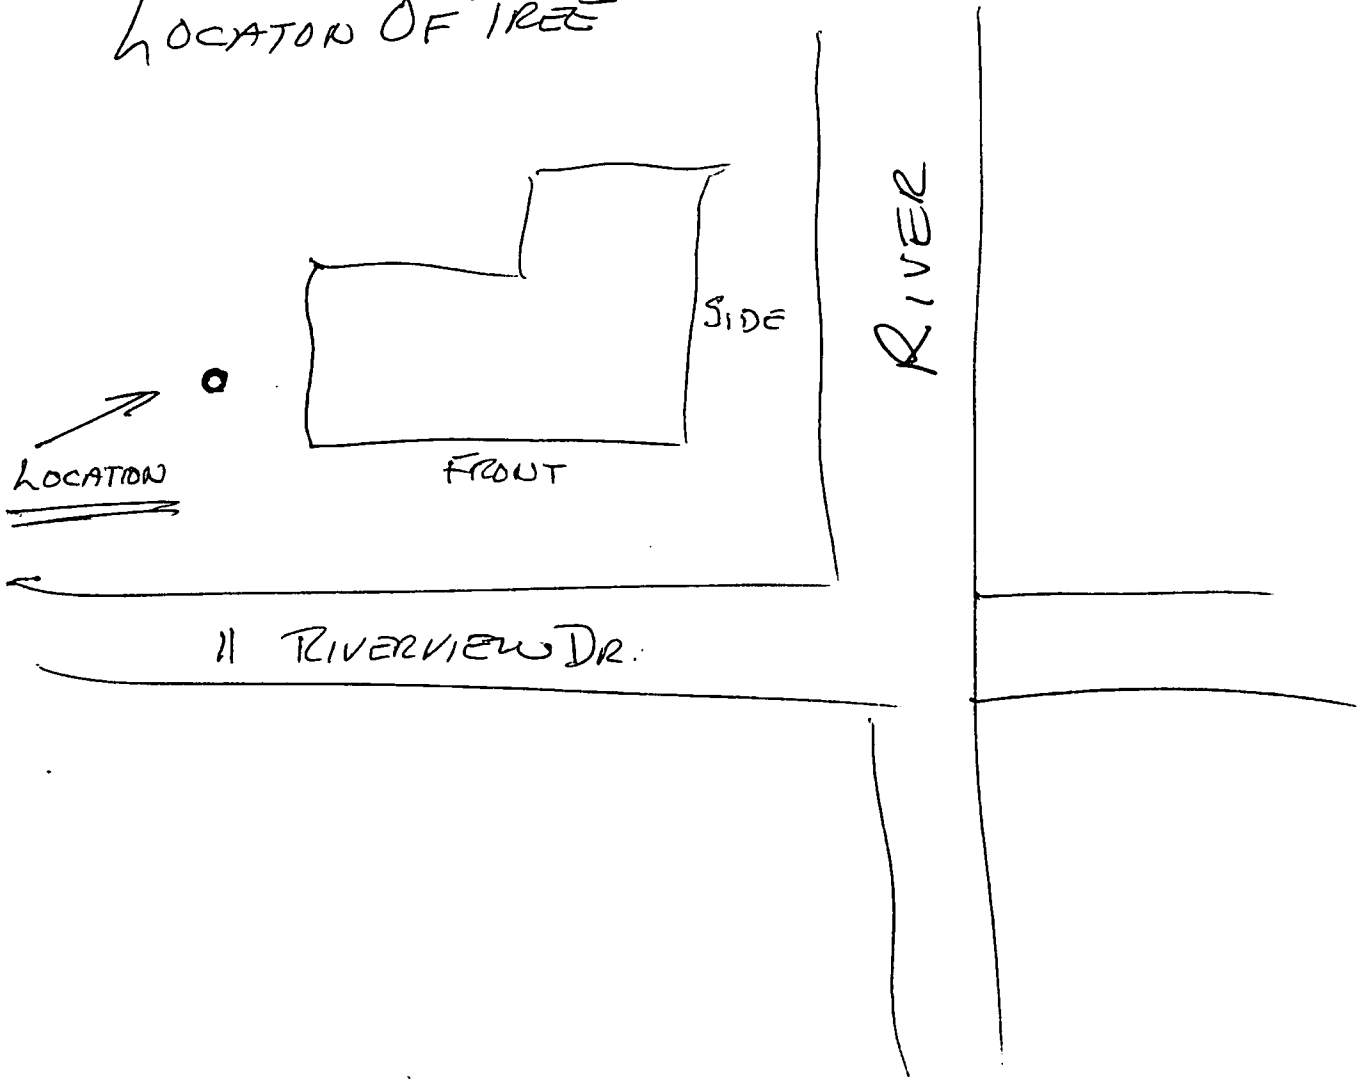 LOCATON OF TREE
RIVER
SIDE
LOCATION
FRONT
11 RIVERVIEW DR.